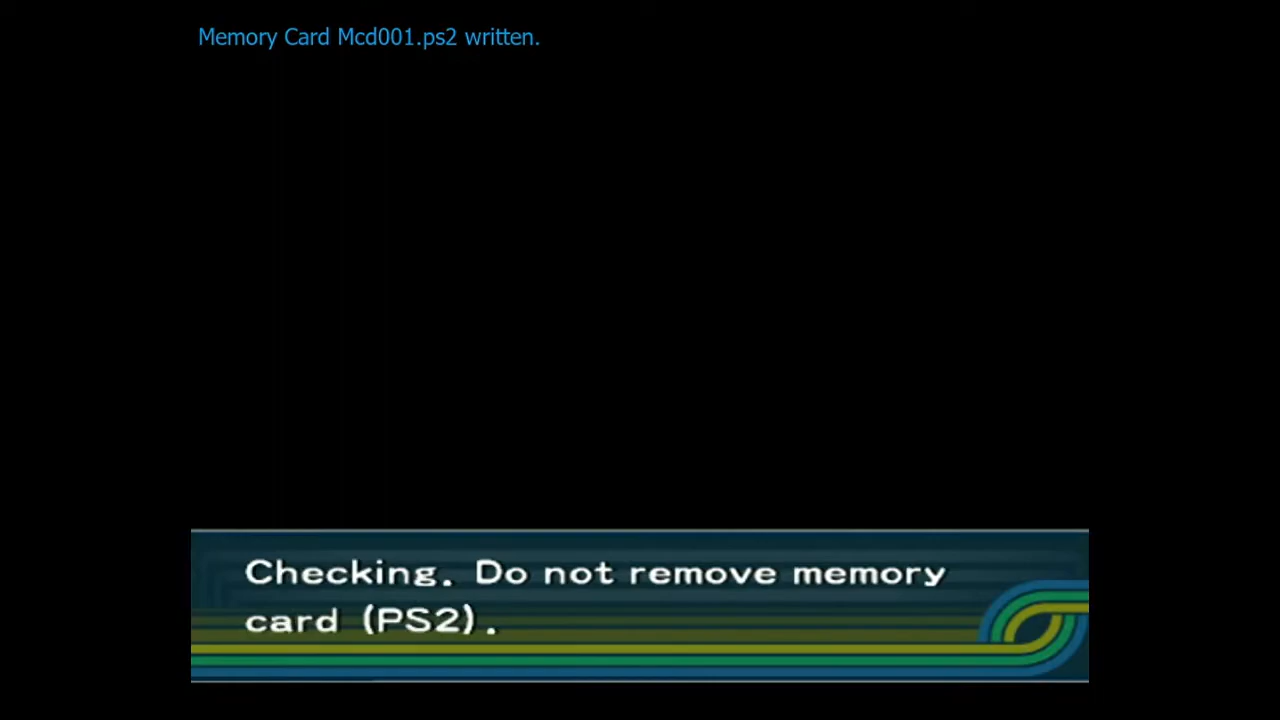 Memory Card Mcd001.ps2 written.
Checking. Do not remove memory
card (PS2).